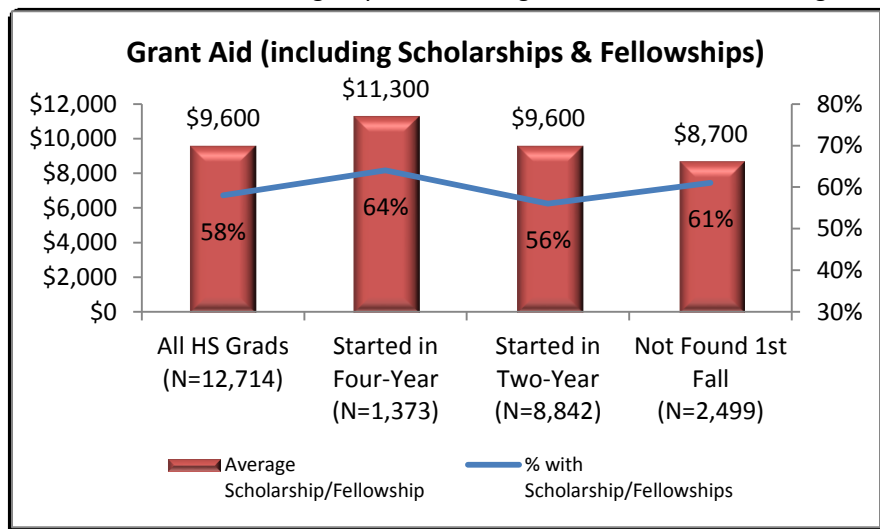 Grant Aid (including Scholarships & Fellowships)
$12,000
$10,000
$8,000
$6,000
$4,000
$2,000
$0
$9,600
$11,300
$9,600
$8,700
58%
64%
56%
61%
80%
70%
60%
50%
40%
30%
All HS Grads
(N=12,714)
Started in
Four-Year
(N=1,373)
Started in
Two-Year
(N=8,842)
Not Found 1st
Fall
(N=2,499)
Average
Scholarship/Fellowship
% with
Scholarship/Fellowships